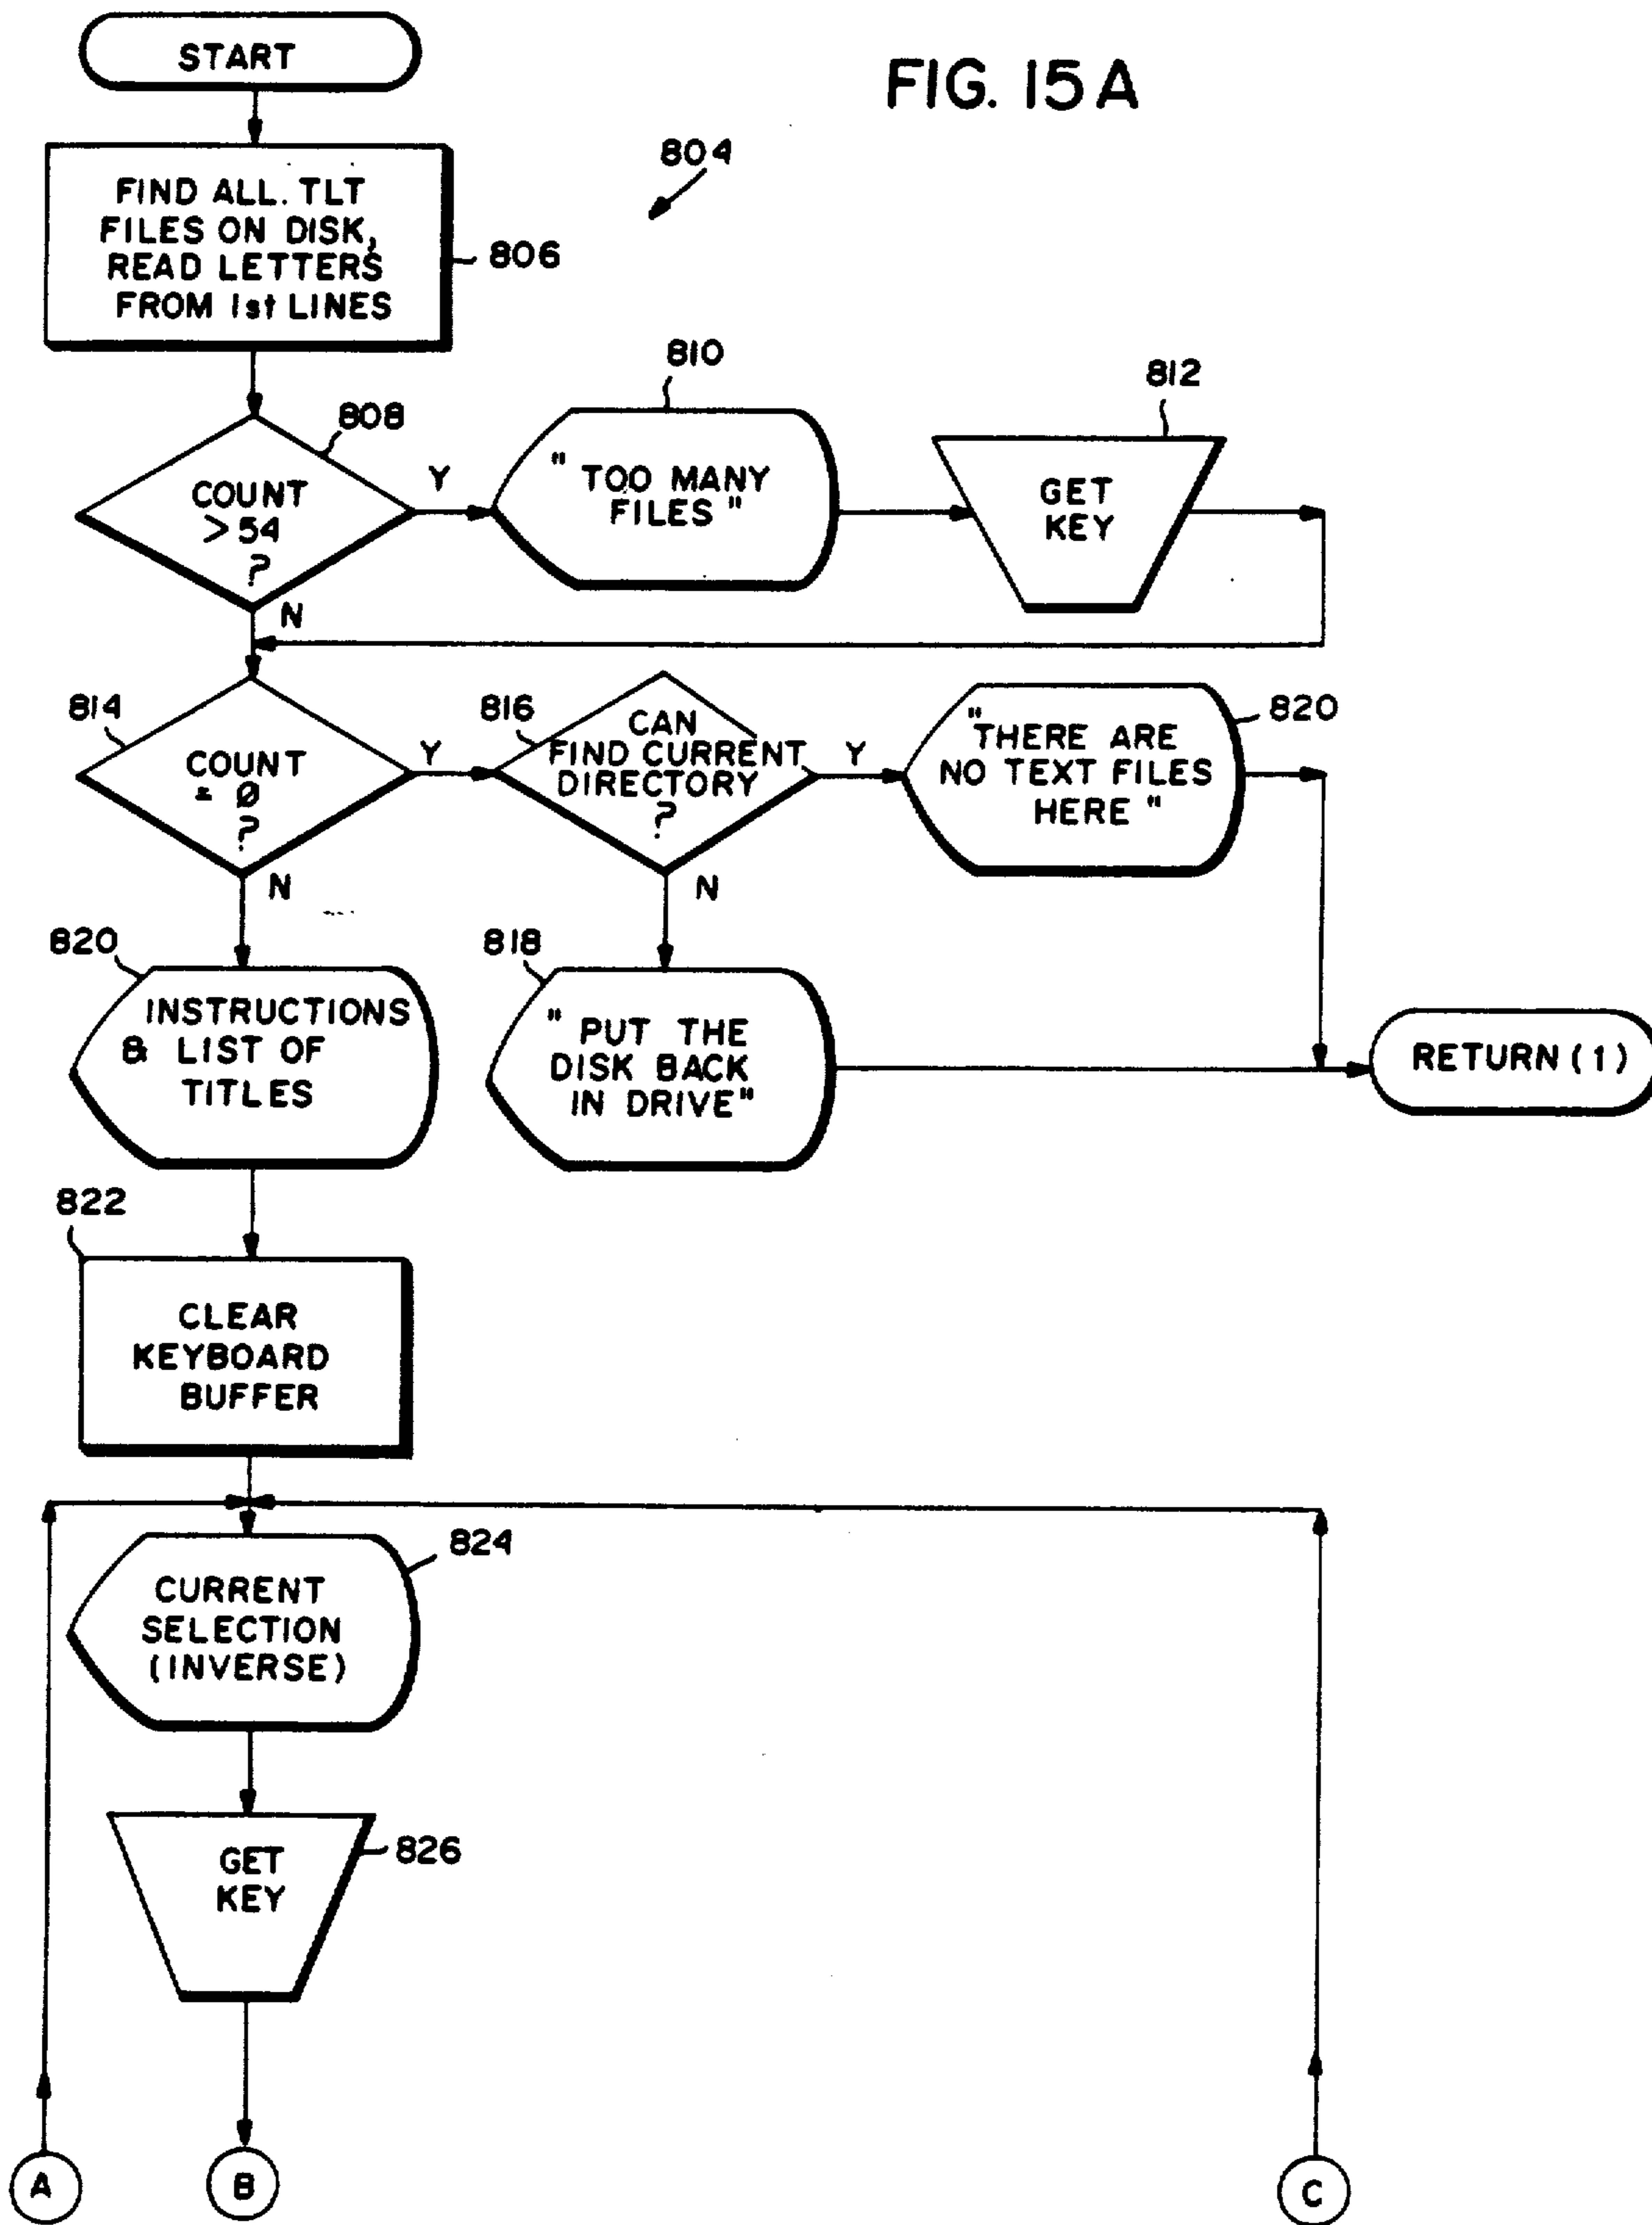 FIG. 15A
START
804
FIND ALL. TLT
FILES ON DISK,
READ LETTERS
FROM 1st LINES
806
808
COUNT
> 54
?
Y
N
810
" TOO MANY
FILES "
812
GET
KEY
814
COUNT
= Ø
?
Y
N
816
CAN
FIND CURRENT
DIRECTORY
?
Y
N
820
"THERE ARE
NO TEXT FILES
HERE "
820
INSTRUCTIONS
& LIST OF
TITLES
818
" PUT THE
DISK BACK
IN DRIVE"
RETURN (1)
822
CLEAR
KEYBOARD
BUFFER
824
CURRENT
SELECTION
(INVERSE)
826
GET
KEY
A
B
C